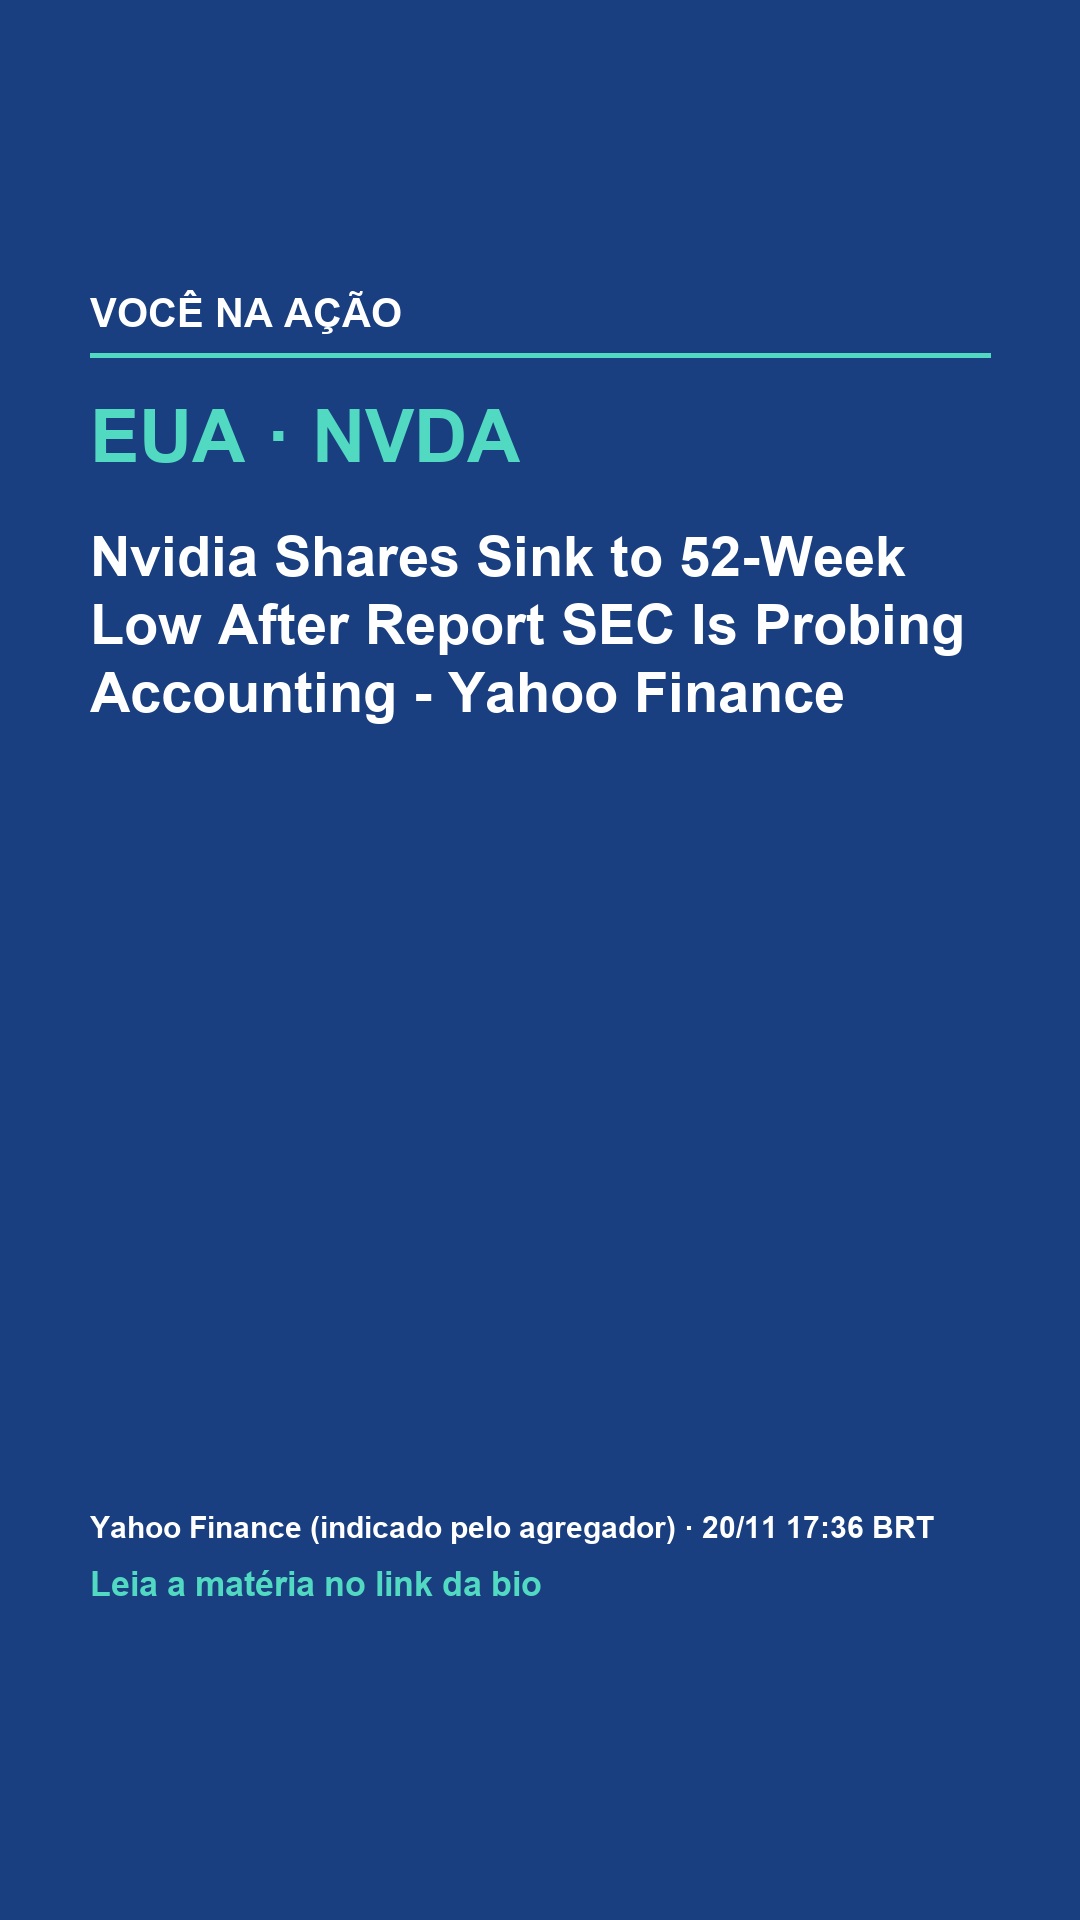 VOCÊ NA AÇÃO
EUA · NVDA
Nvidia Shares Sink to 52-Week
Low After Report SEC Is Probing
Accounting - Yahoo Finance
Yahoo Finance (indicado pelo agregador) · 20/11 17:36 BRT
Leia a matéria no link da bio